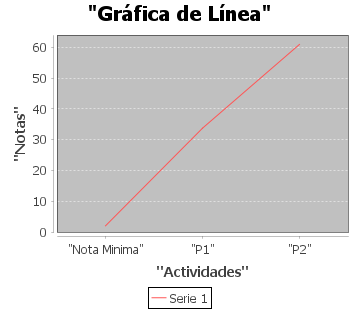 "Gráfica de Línea"
60
50
40
30
20
10
0
"Notas"
"Nota Minima"
"P1"
"P2"
"Actividades"
Serie 1